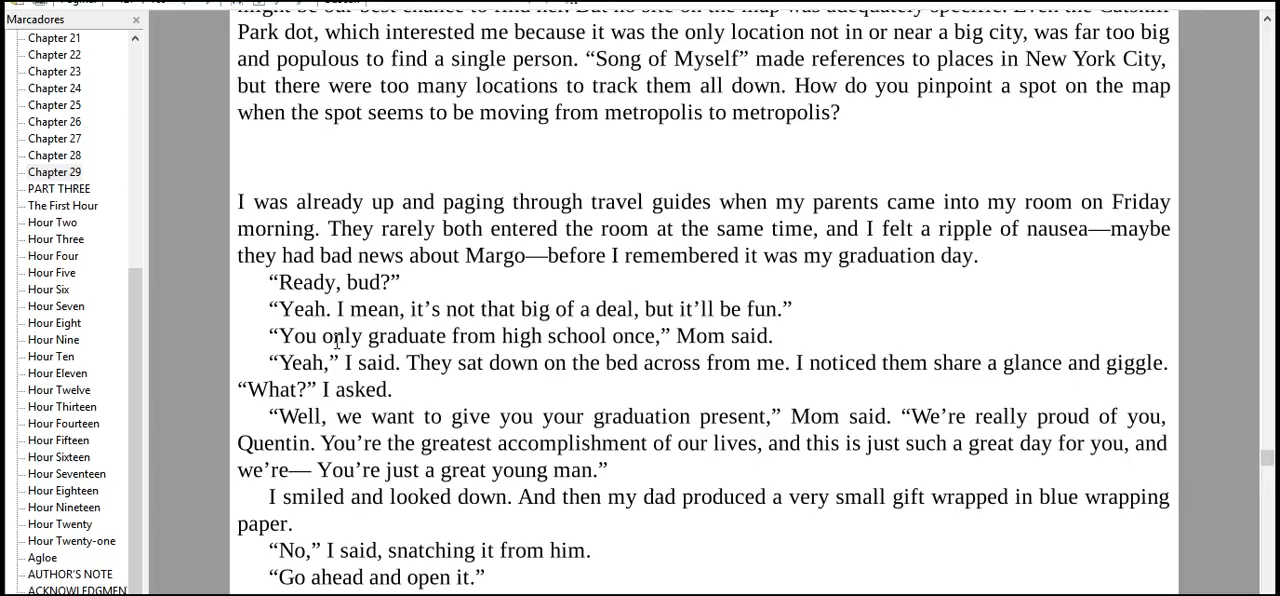 Marcadores
Chapter 21
Chapter 22
Chapter 23
Chapter 24
Chapter 25
Chapter 26
Chapter 27
Chapter 28
Chapter 29
PART THREE
The First Hour
Hour Two
Hour Three
Hour Four
Hour Five
Hour Six
Hour Seven
Hour Eight
Hour Nine
Hour Ten
Hour Eleven
Hour Twelve
Hour Thirteen
Hour Fourteen
Hour Fifteen
Hour Sixteen
Hour Seventeen
Hour Eighteen
Hour Nineteen
Hour Twenty
Hour Twenty-one
Agloe
AUTHOR'S NOTE
ACKNOWLEDGMEN
Park dot, which interested me because it was the only location not in or near a big city, was far too big
and populous to find a single person. “Song of Myself” made references to places in New York City,
but there were too many locations to track them all down. How do you pinpoint a spot on the map
when the spot seems to be moving from metropolis to metropolis?
I was already up and paging through travel guides when my parents came into my room on Friday
morning. They rarely both entered the room at the same time, and I felt a ripple of nausea—maybe
they had bad news about Margo—before I remembered it was my graduation day.
“Ready, bud?”
“Yeah. I mean, it’s not that big of a deal, but it’ll be fun.”
“You only graduate from high school once,” Mom said.
“Yeah,” I said. They sat down on the bed across from me. I noticed them share a glance and giggle.
“What?” I asked.
“Well, we want to give you your graduation present,” Mom said. “We’re really proud of you,
Quentin. You’re the greatest accomplishment of our lives, and this is just such a great day for you, and
we’re— You’re just a great young man.”
I smiled and looked down. And then my dad produced a very small gift wrapped in blue wrapping
paper.
“No,” I said, snatching it from him.
“Go ahead and open it.”